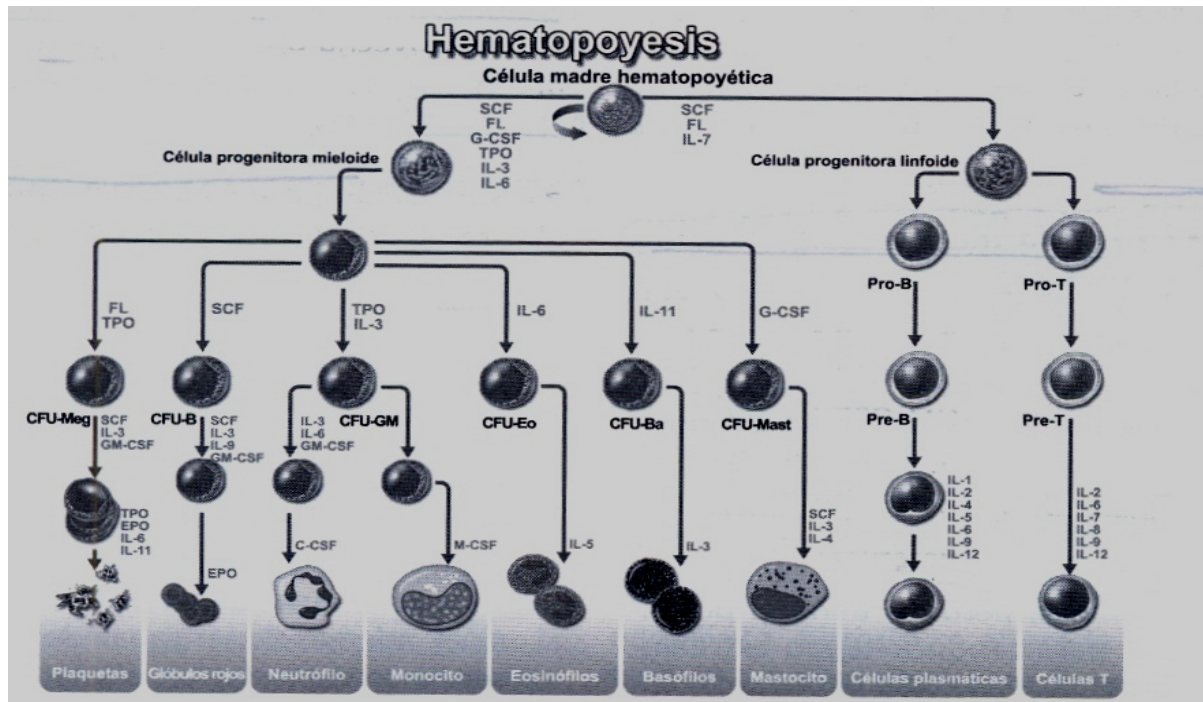 Hematopoyesis
Célula madre hematopoyética
SCF
FL
G-CSF
TPO
IL-3
IL-6
SCF
FL
IL-7
Célula progenitora mieloide
Célula progenitora linfoide
Pro-B
Pro-T
FL
TPO
SCF
TPO
IL-3
IL-6
IL-11
G-CSF
CFU-Meg
CFU-B
CFU-GM
CFU-Eo
CFU-Ba
CFU-Mast
Pre-B
Pre-T
SCF
IL-3
GM-CSF
SCF
IL-3
IL-9
GM-CSF
IL-3
IL-6
GM-CSF
TPO
EPO
IL-6
IL-11
EPO
C-CSF
M-CSF
IL-5
IL-3
SCF
IL-3
IL-4
IL-1
IL-2
IL-4
IL-5
IL-6
IL-9
IL-12
IL-2
IL-6
IL-7
IL-8
IL-9
IL-12
Plaquetas
Glóbulos rojos
Neutrófilo
Monocito
Eosinófilos
Basófilos
Mastocito
Células plasmáticas
Células T